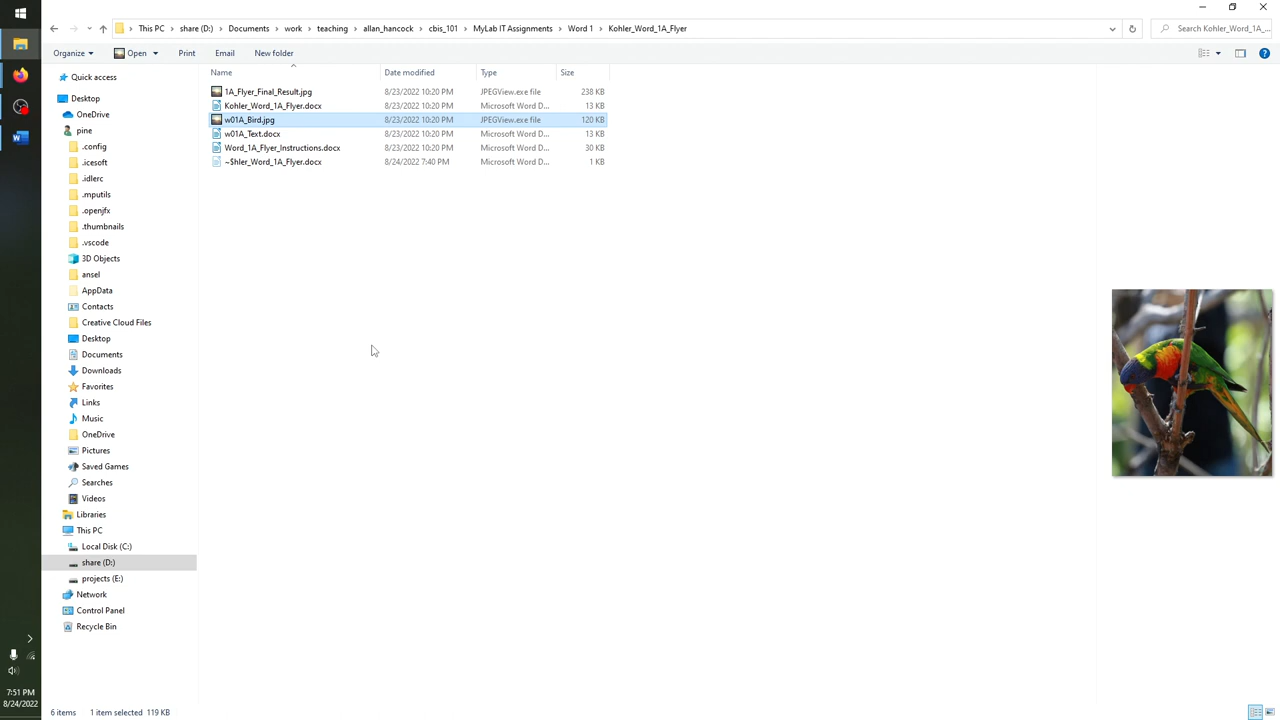 This PC > share (D:) > Documents > work > teaching > allan_hancock > cbis_101 > MyLab IT Assignments > Word 1 > Kohler_Word_1A_Flyer
Search Kohler_Word_1A_...
Organize Open Print Email New folder
Quick access
Desktop
OneDrive
pine
.config
.icesoft
.idlerc
.mputils
.openjfx
.thumbnails
.vscode
3D Objects
ansel
AppData
Contacts
Creative Cloud Files
Desktop
Documents
Downloads
Favorites
Links
Music
OneDrive
Pictures
Saved Games
Searches
Videos
Libraries
This PC
Local Disk (C:)
share (D:)
projects (E:)
Network
Control Panel
Recycle Bin
Name Date modified Type Size
1A_Flyer_Final_Result.jpg 8/23/2022 10:20 PM JPEGView.exe file 238 KB
Kohler_Word_1A_Flyer.docx 8/23/2022 10:20 PM Microsoft Word D... 13 KB
w01A_Bird.jpg 8/23/2022 10:20 PM JPEGView.exe file 120 KB
w01A_Text.docx 8/23/2022 10:20 PM Microsoft Word D... 13 KB
Word_1A_Flyer_Instructions.docx 8/23/2022 10:20 PM Microsoft Word D... 30 KB
~$hler_Word_1A_Flyer.docx 8/24/2022 7:40 PM Microsoft Word D... 1 KB
7:51 PM
8/24/2022
6 items 1 item selected 119 KB